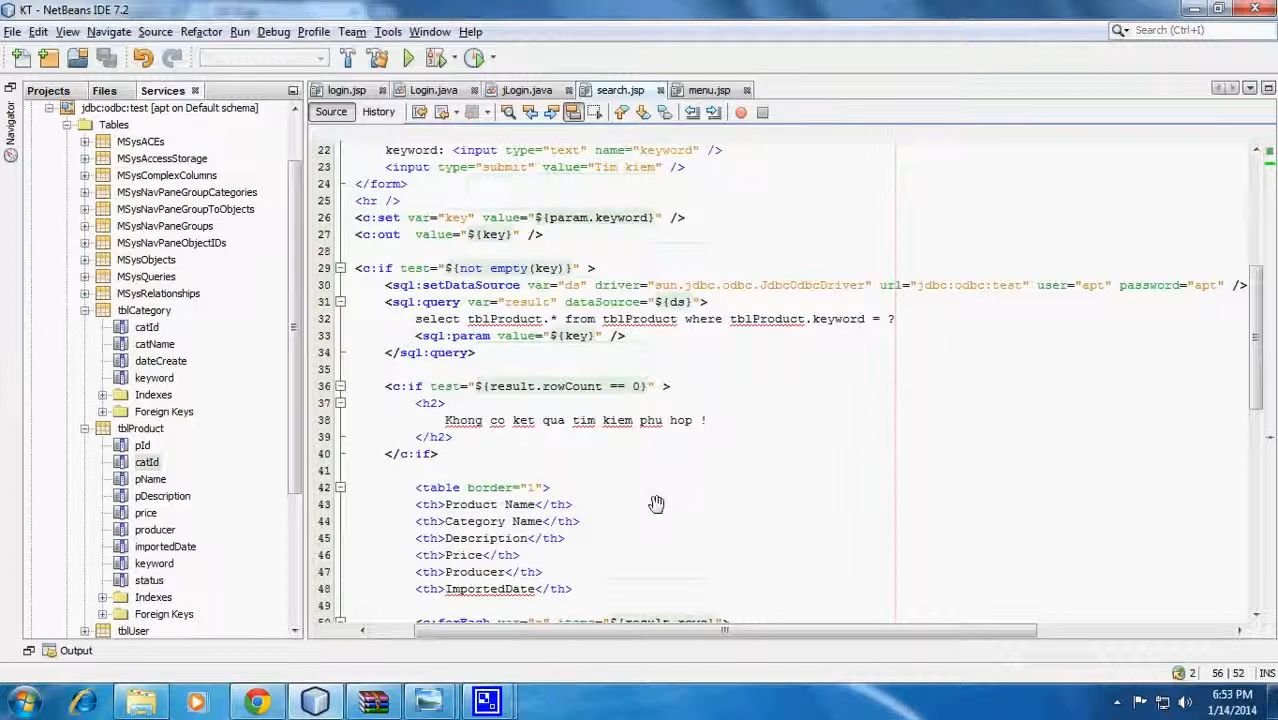 KT - NetBeans IDE 7.2
File Edit View Navigate Source Refactor Run Debug Profile Team Tools Window Help
Search (Ctrl+I)
Projects Files Services
login.jsp Login.java jLogin.java search.jsp menu.jsp
Navigator
Source History
jdbc:odbc:test [apt on Default schema]
Tables
MSysACEs
MSysAccessStorage
MSysComplexColumns
MSysNavPaneGroupCategories
MSysNavPaneGroupToObjects
MSysNavPaneGroups
MSysNavPaneObjectIDs
MSysObjects
MSysQueries
MSysRelationships
tblCategory
catId
catName
dateCreate
keyword
Indexes
Foreign Keys
tblProduct
pId
catId
pName
pDescription
price
producer
importedDate
keyword
status
Indexes
Foreign Keys
tblUser
22 keyword: <input type="text" name="keyword" />
23 <input type="submit" value="Tim kiem" />
24 </form>
25 <hr />
26 <c:set var="key" value="${param.keyword}" />
27 <c:out  value="${key}" />
28
29 <c:if test="${not empty(key)}" >
30 <sql:setDataSource var="ds" driver="sun.jdbc.odbc.JdbcOdbcDriver" url="jdbc:odbc:test" user="apt" password="apt" />
31 <sql:query var="result" dataSource="${ds}">
32 select tblProduct.* from tblProduct where tblProduct.keyword = ?
33 <sql:param value="${key}" />
34 </sql:query>
35
36 <c:if test="${result.rowCount == 0}" >
37 <h2>
38 Khong co ket qua tim kiem phu hop !
39 </h2>
40 </c:if>
41
42 <table border="1">
43 <th>Product Name</th>
44 <th>Category Name</th>
45 <th>Description</th>
46 <th>Price</th>
47 <th>Producer</th>
48 <th>ImportedDate</th>
49
Output
2 56 | 52 INS
6:53 PM
1/14/2014